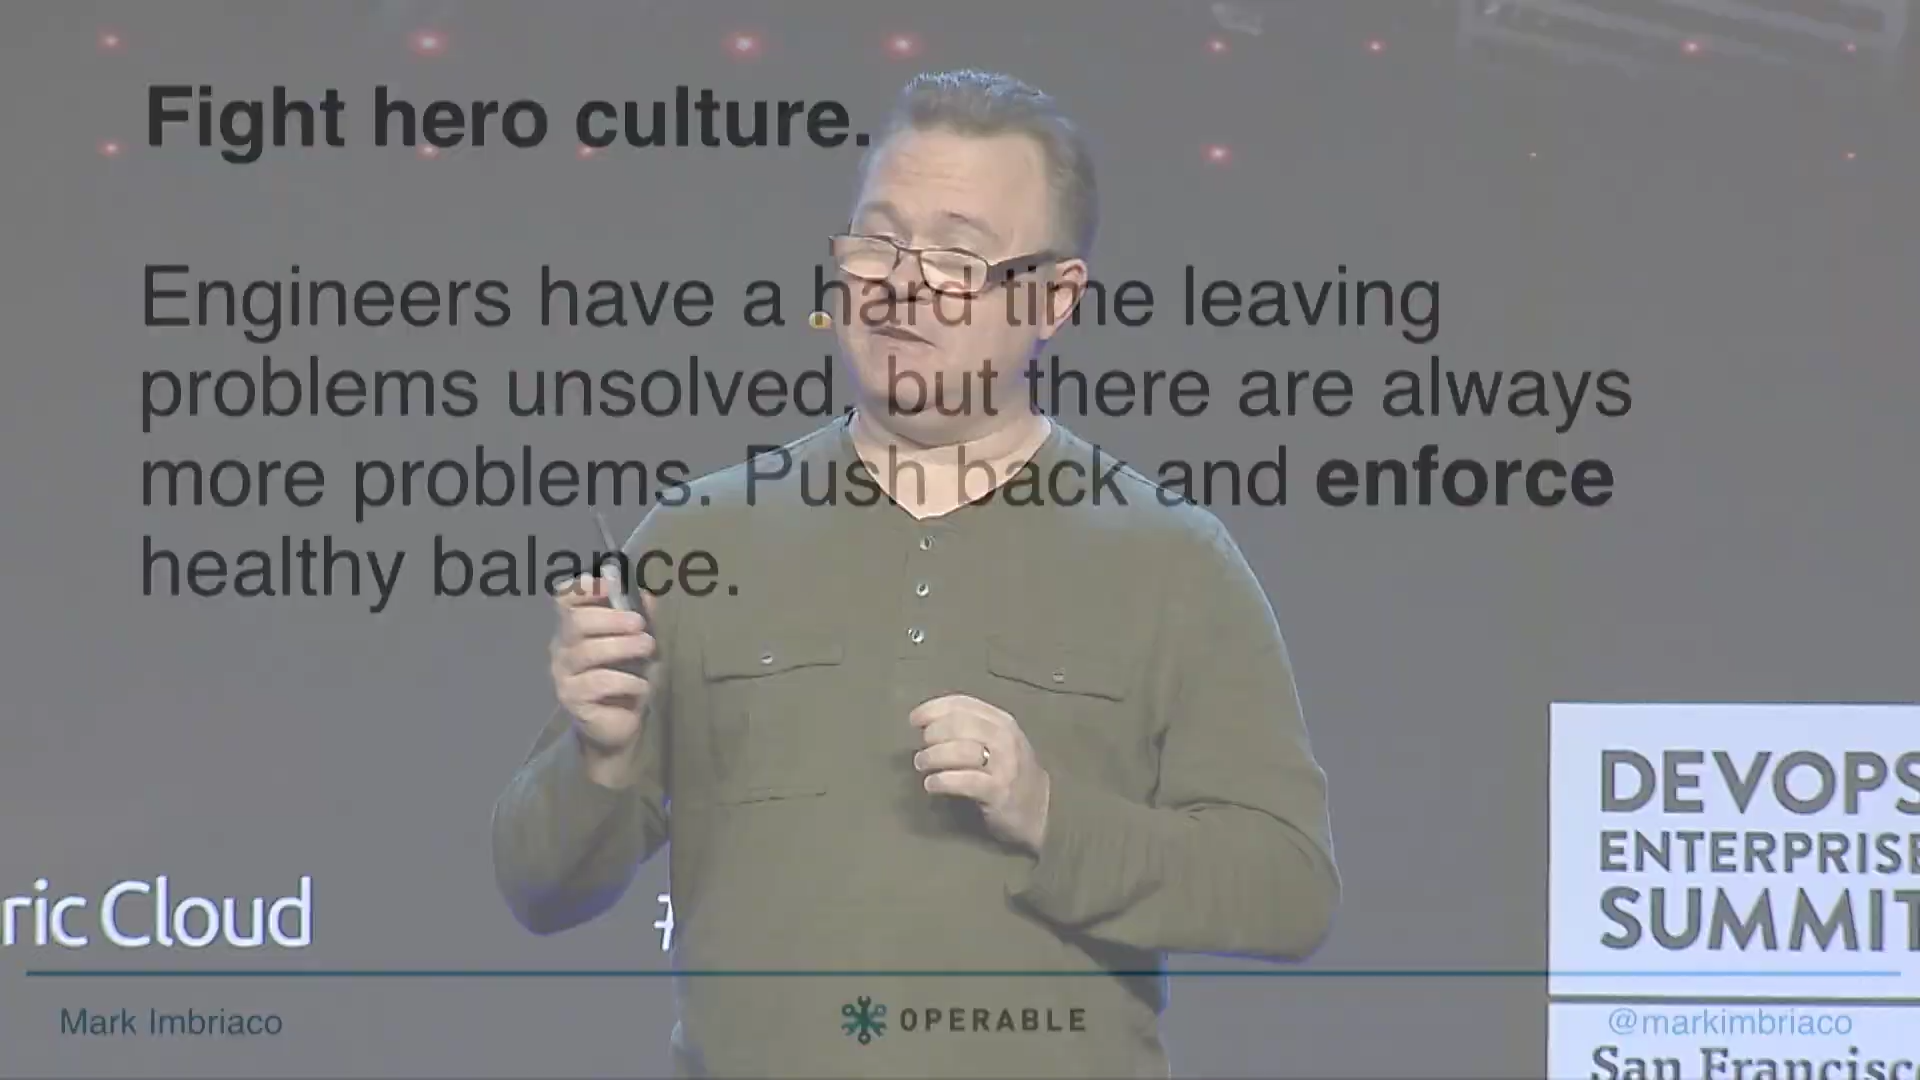 Fight hero culture.
Engineers have a hard time leaving
problems unsolved, but there are always
more problems. Push back and enforce
healthy balance.
ric Cloud
#
DEVOPS
ENTERPRISE
SUMMIT
Mark Imbriaco
OPERABLE
@markimbriaco
San Francisco